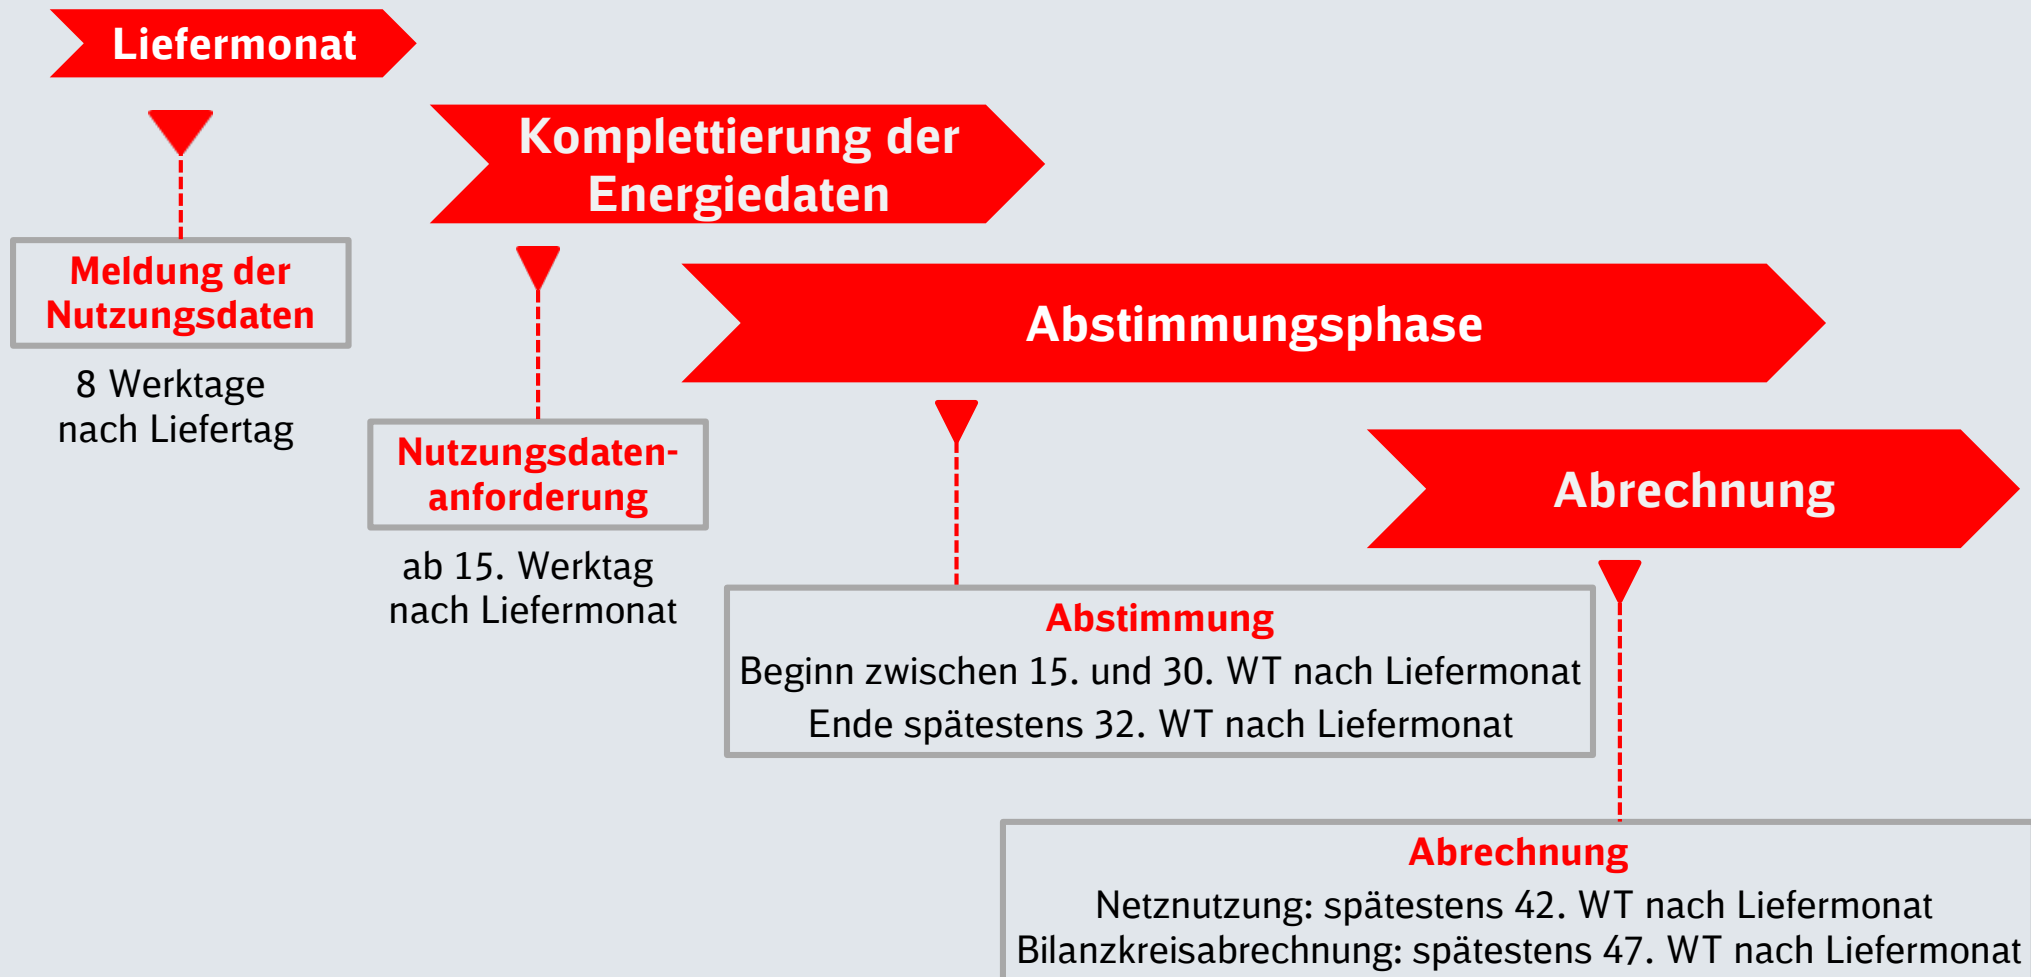 Liefermonat
Komplettierung der
Energiedaten
Meldung der
Nutzungsdaten
8 Werktage
nach Liefertag
Abstimmungsphase
Nutzungsdaten-
anforderung
ab 15. Werktag
nach Liefermonat
Abrechnung
Abstimmung
Beginn zwischen 15. und 30. WT nach Liefermonat
Ende spätestens 32. WT nach Liefermonat
Abrechnung
Netznutzung: spätestens 42. WT nach Liefermonat
Bilanzkreisabrechnung: spätestens 47. WT nach Liefermonat